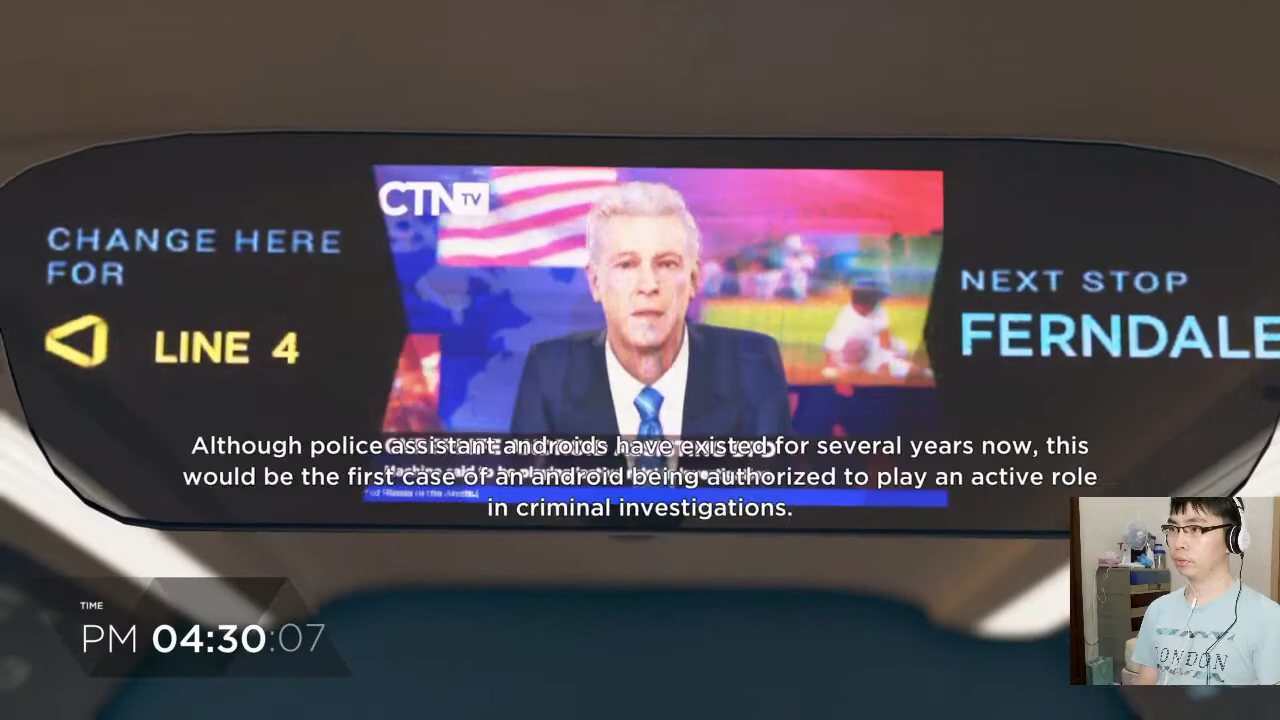 CTN TV
CHANGE HERE
FOR
LINE 4
NEXT STOP
FERNDALE
Although police assistant androids have existed for several years now, this
would be the first case of an android being authorized to play an active role
in criminal investigations.
TIME
PM 04:30:07
LONDON